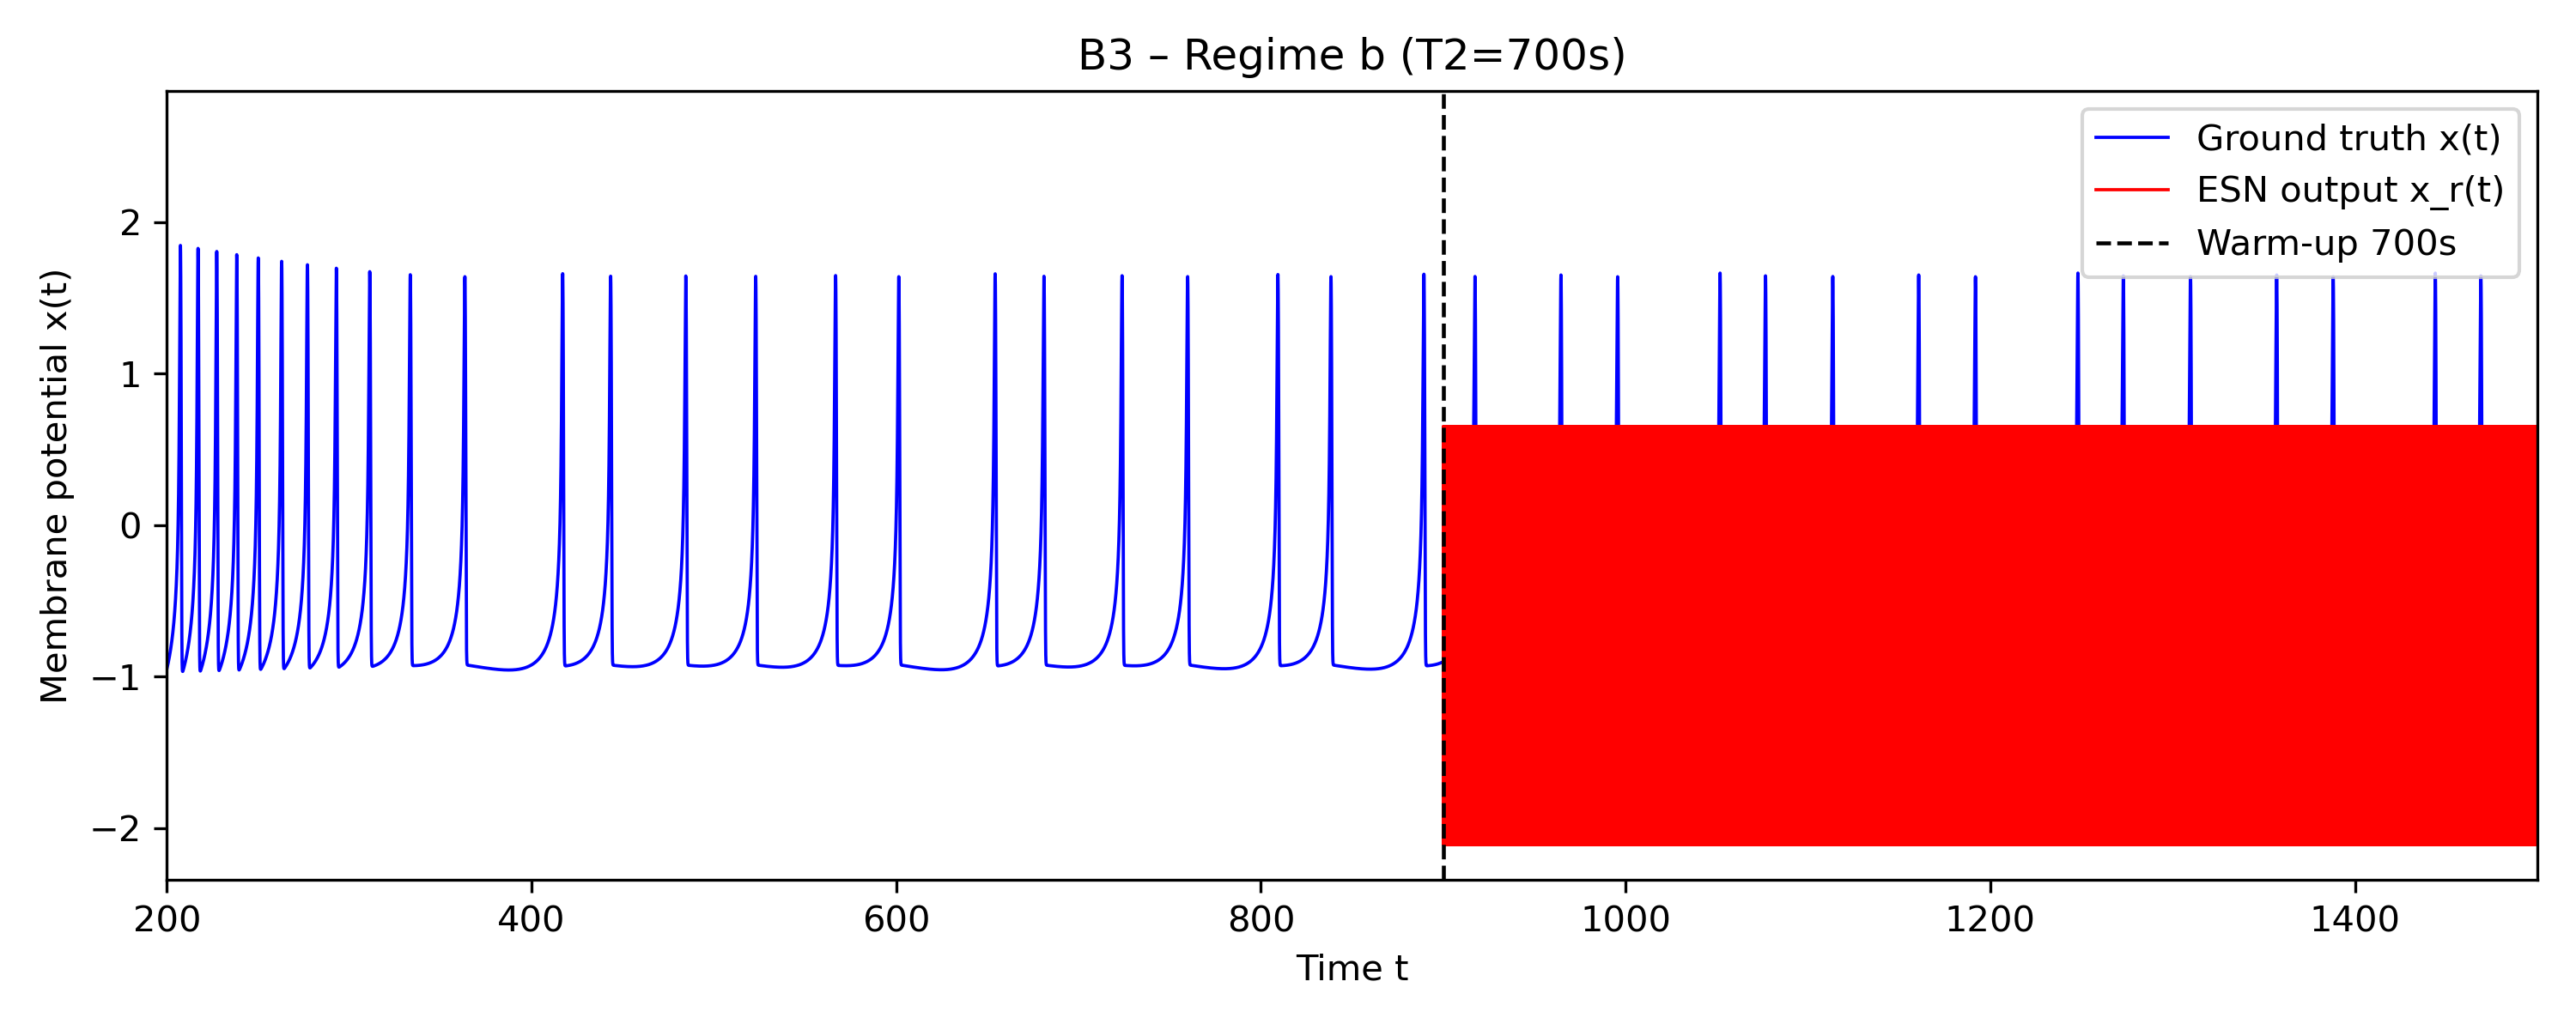 B3 – Regime b (T2=700s)
Ground truth x(t)
ESN output x_r(t)
Warm-up 700s
Membrane potential x(t)
2
1
0
−1
−2
200 400 600 800 1000 1200 1400
Time t